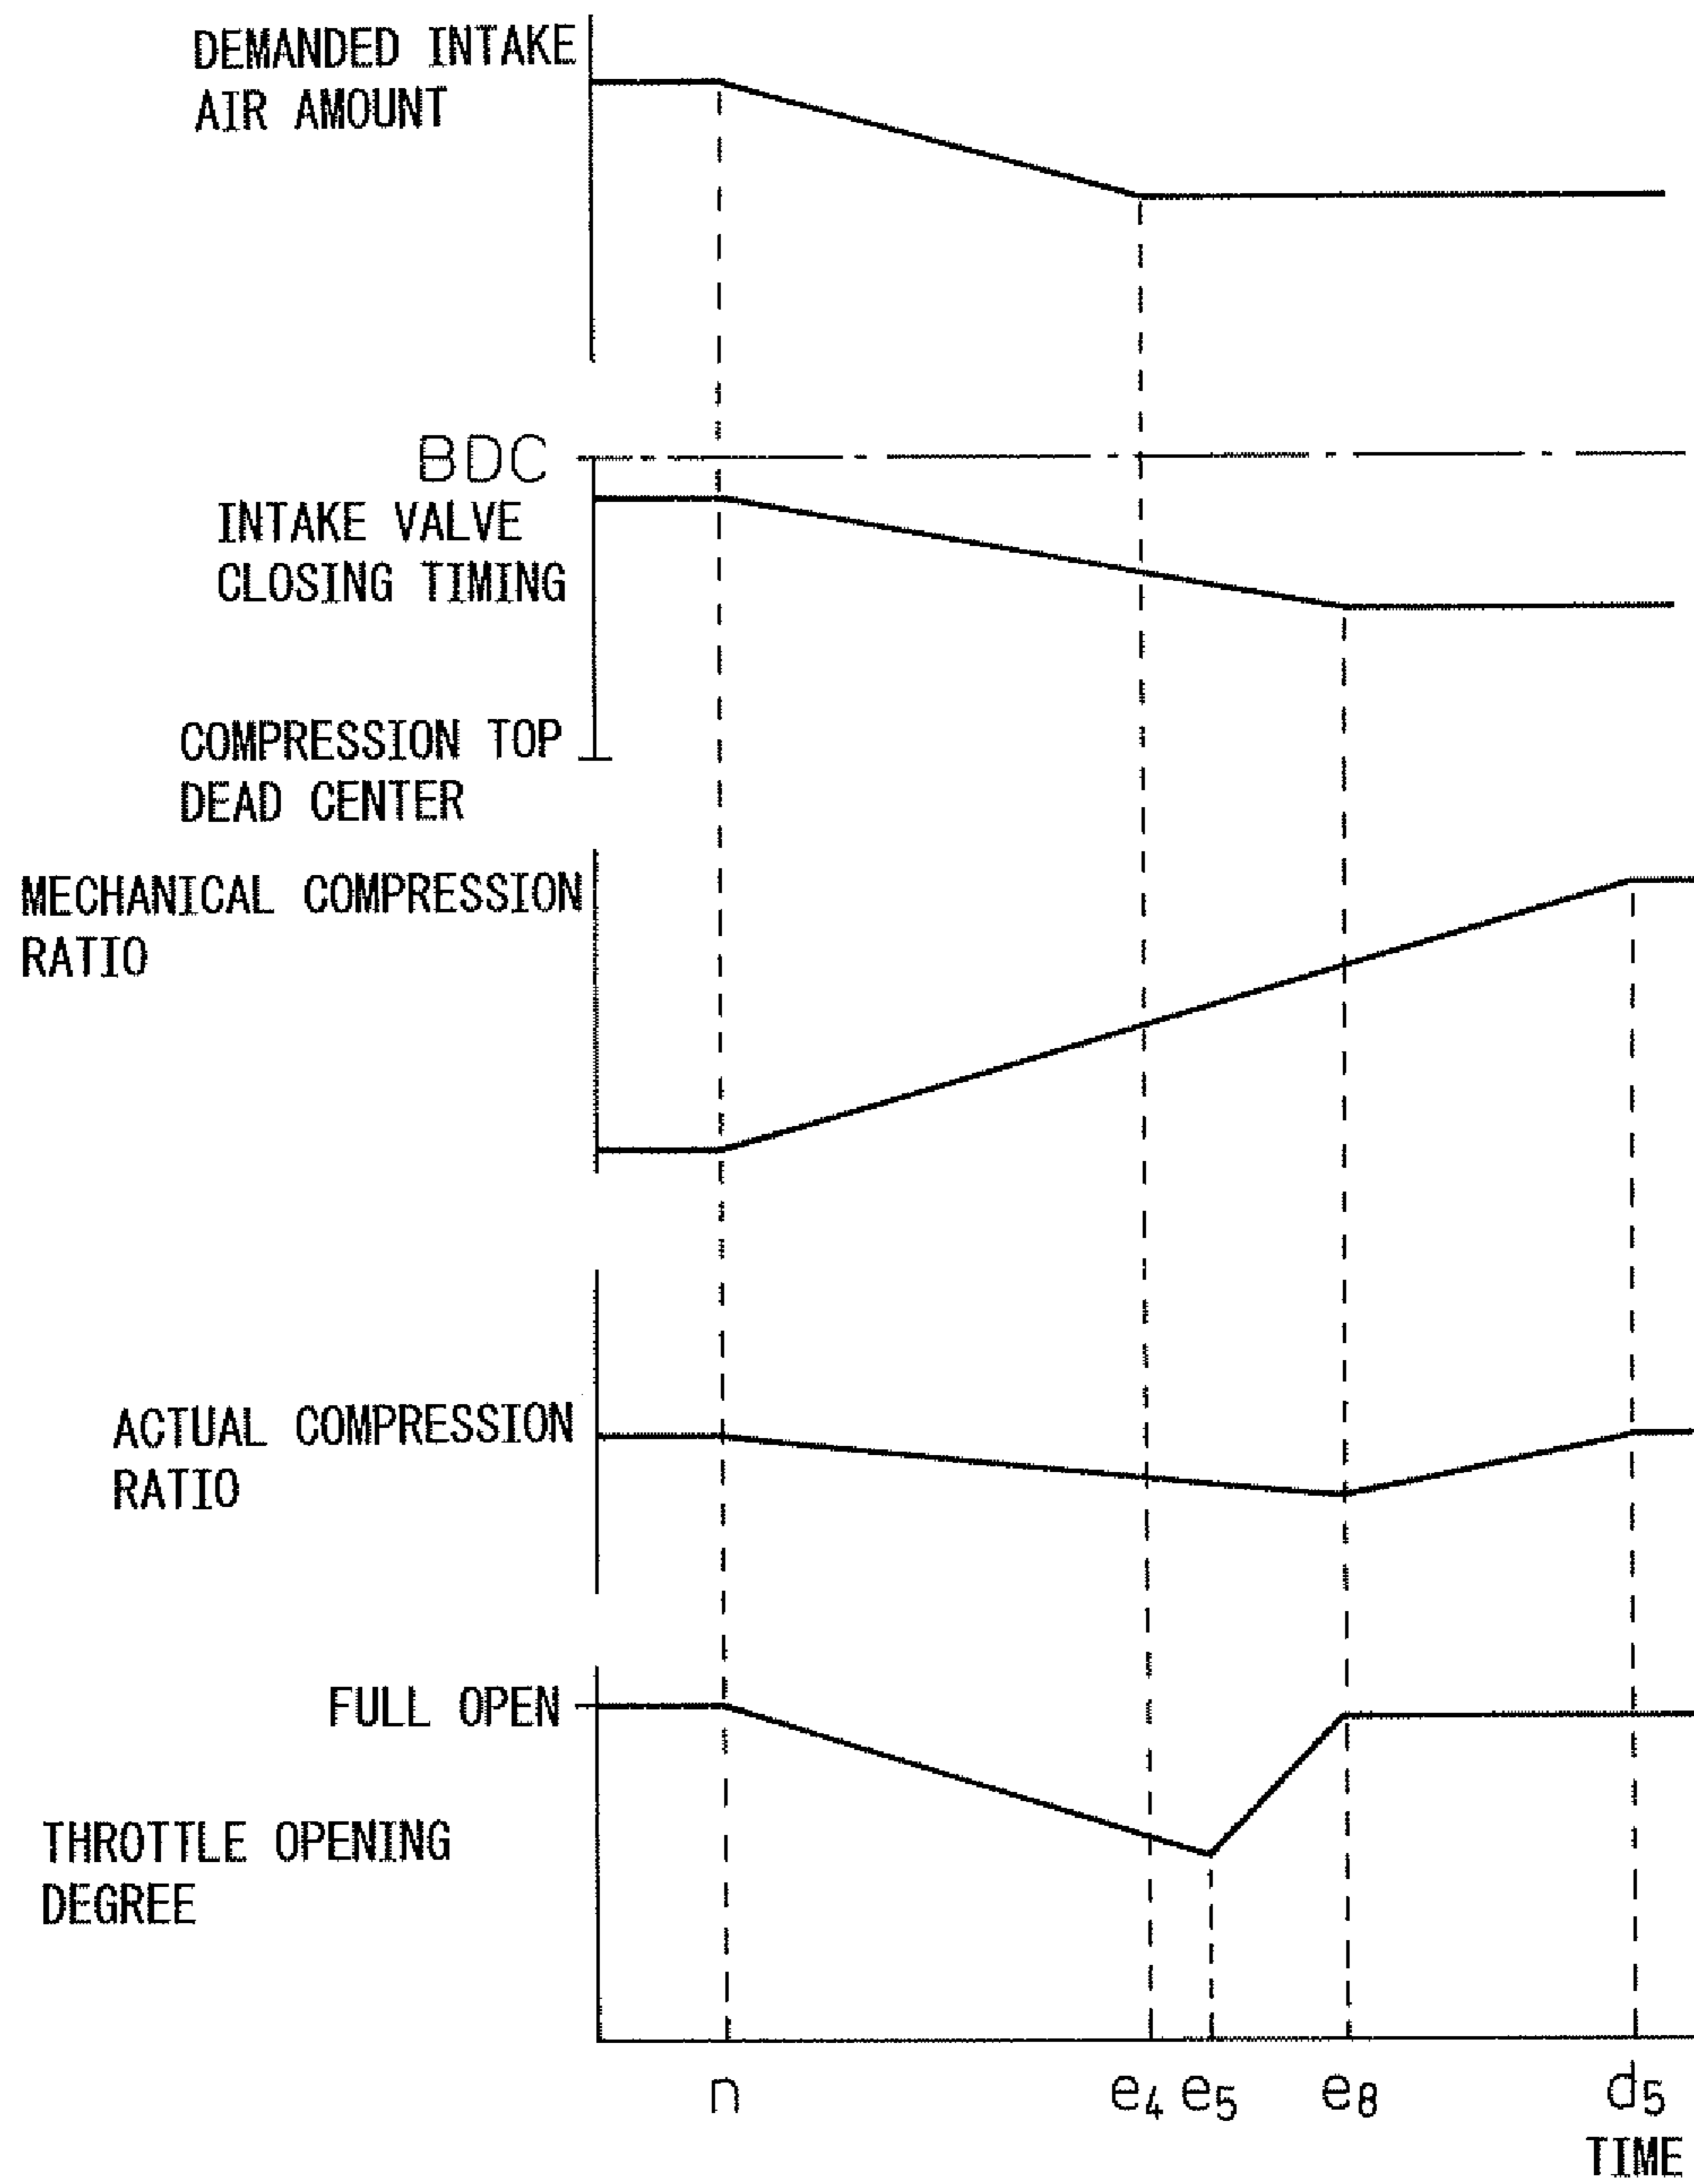 DEMANDED INTAKE
AIR AMOUNT
BDC
INTAKE VALVE
CLOSING TIMING
COMPRESSION TOP
DEAD CENTER
MECHANICAL COMPRESSION
RATIO
ACTUAL COMPRESSION
RATIO
FULL OPEN
THROTTLE OPENING
DEGREE
n e4 e5 e8 d5
TIME